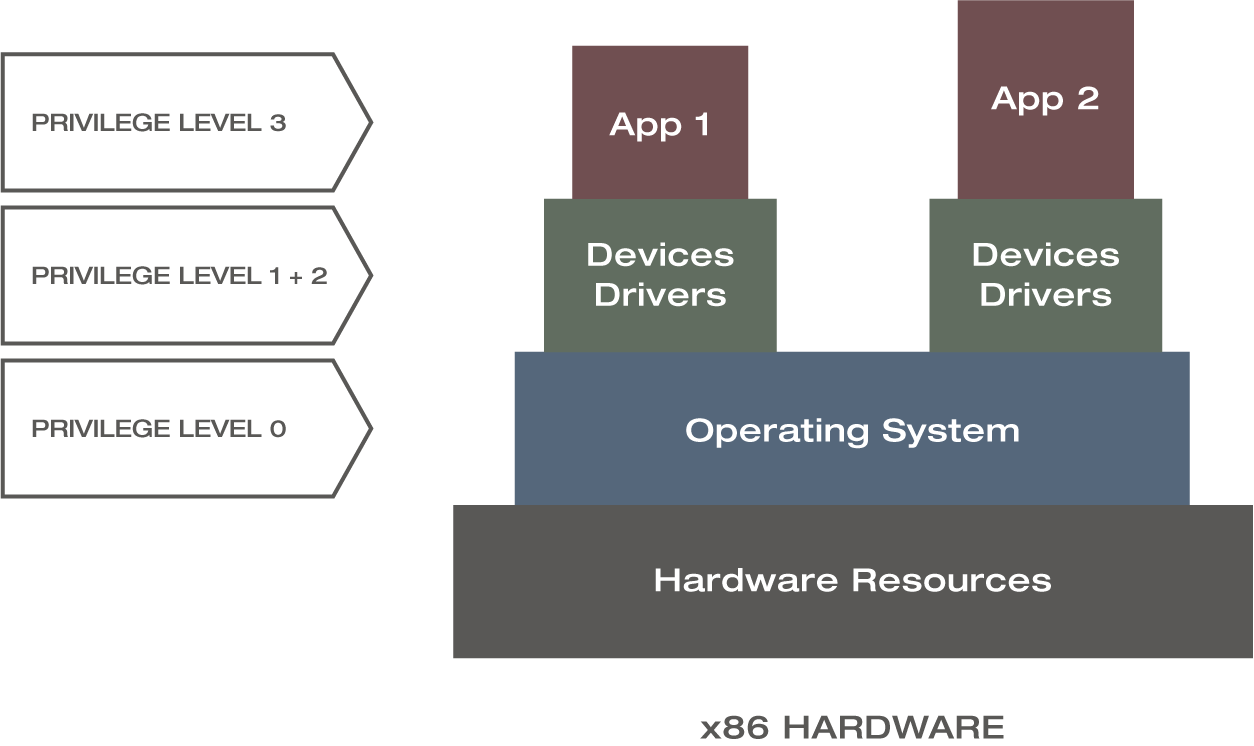 PRIVILEGE LEVEL 3
App 1
App 2
PRIVILEGE LEVEL 1 + 2
Devices
Drivers
Devices
Drivers
PRIVILEGE LEVEL 0
Operating System
Hardware Resources
x86 HARDWARE